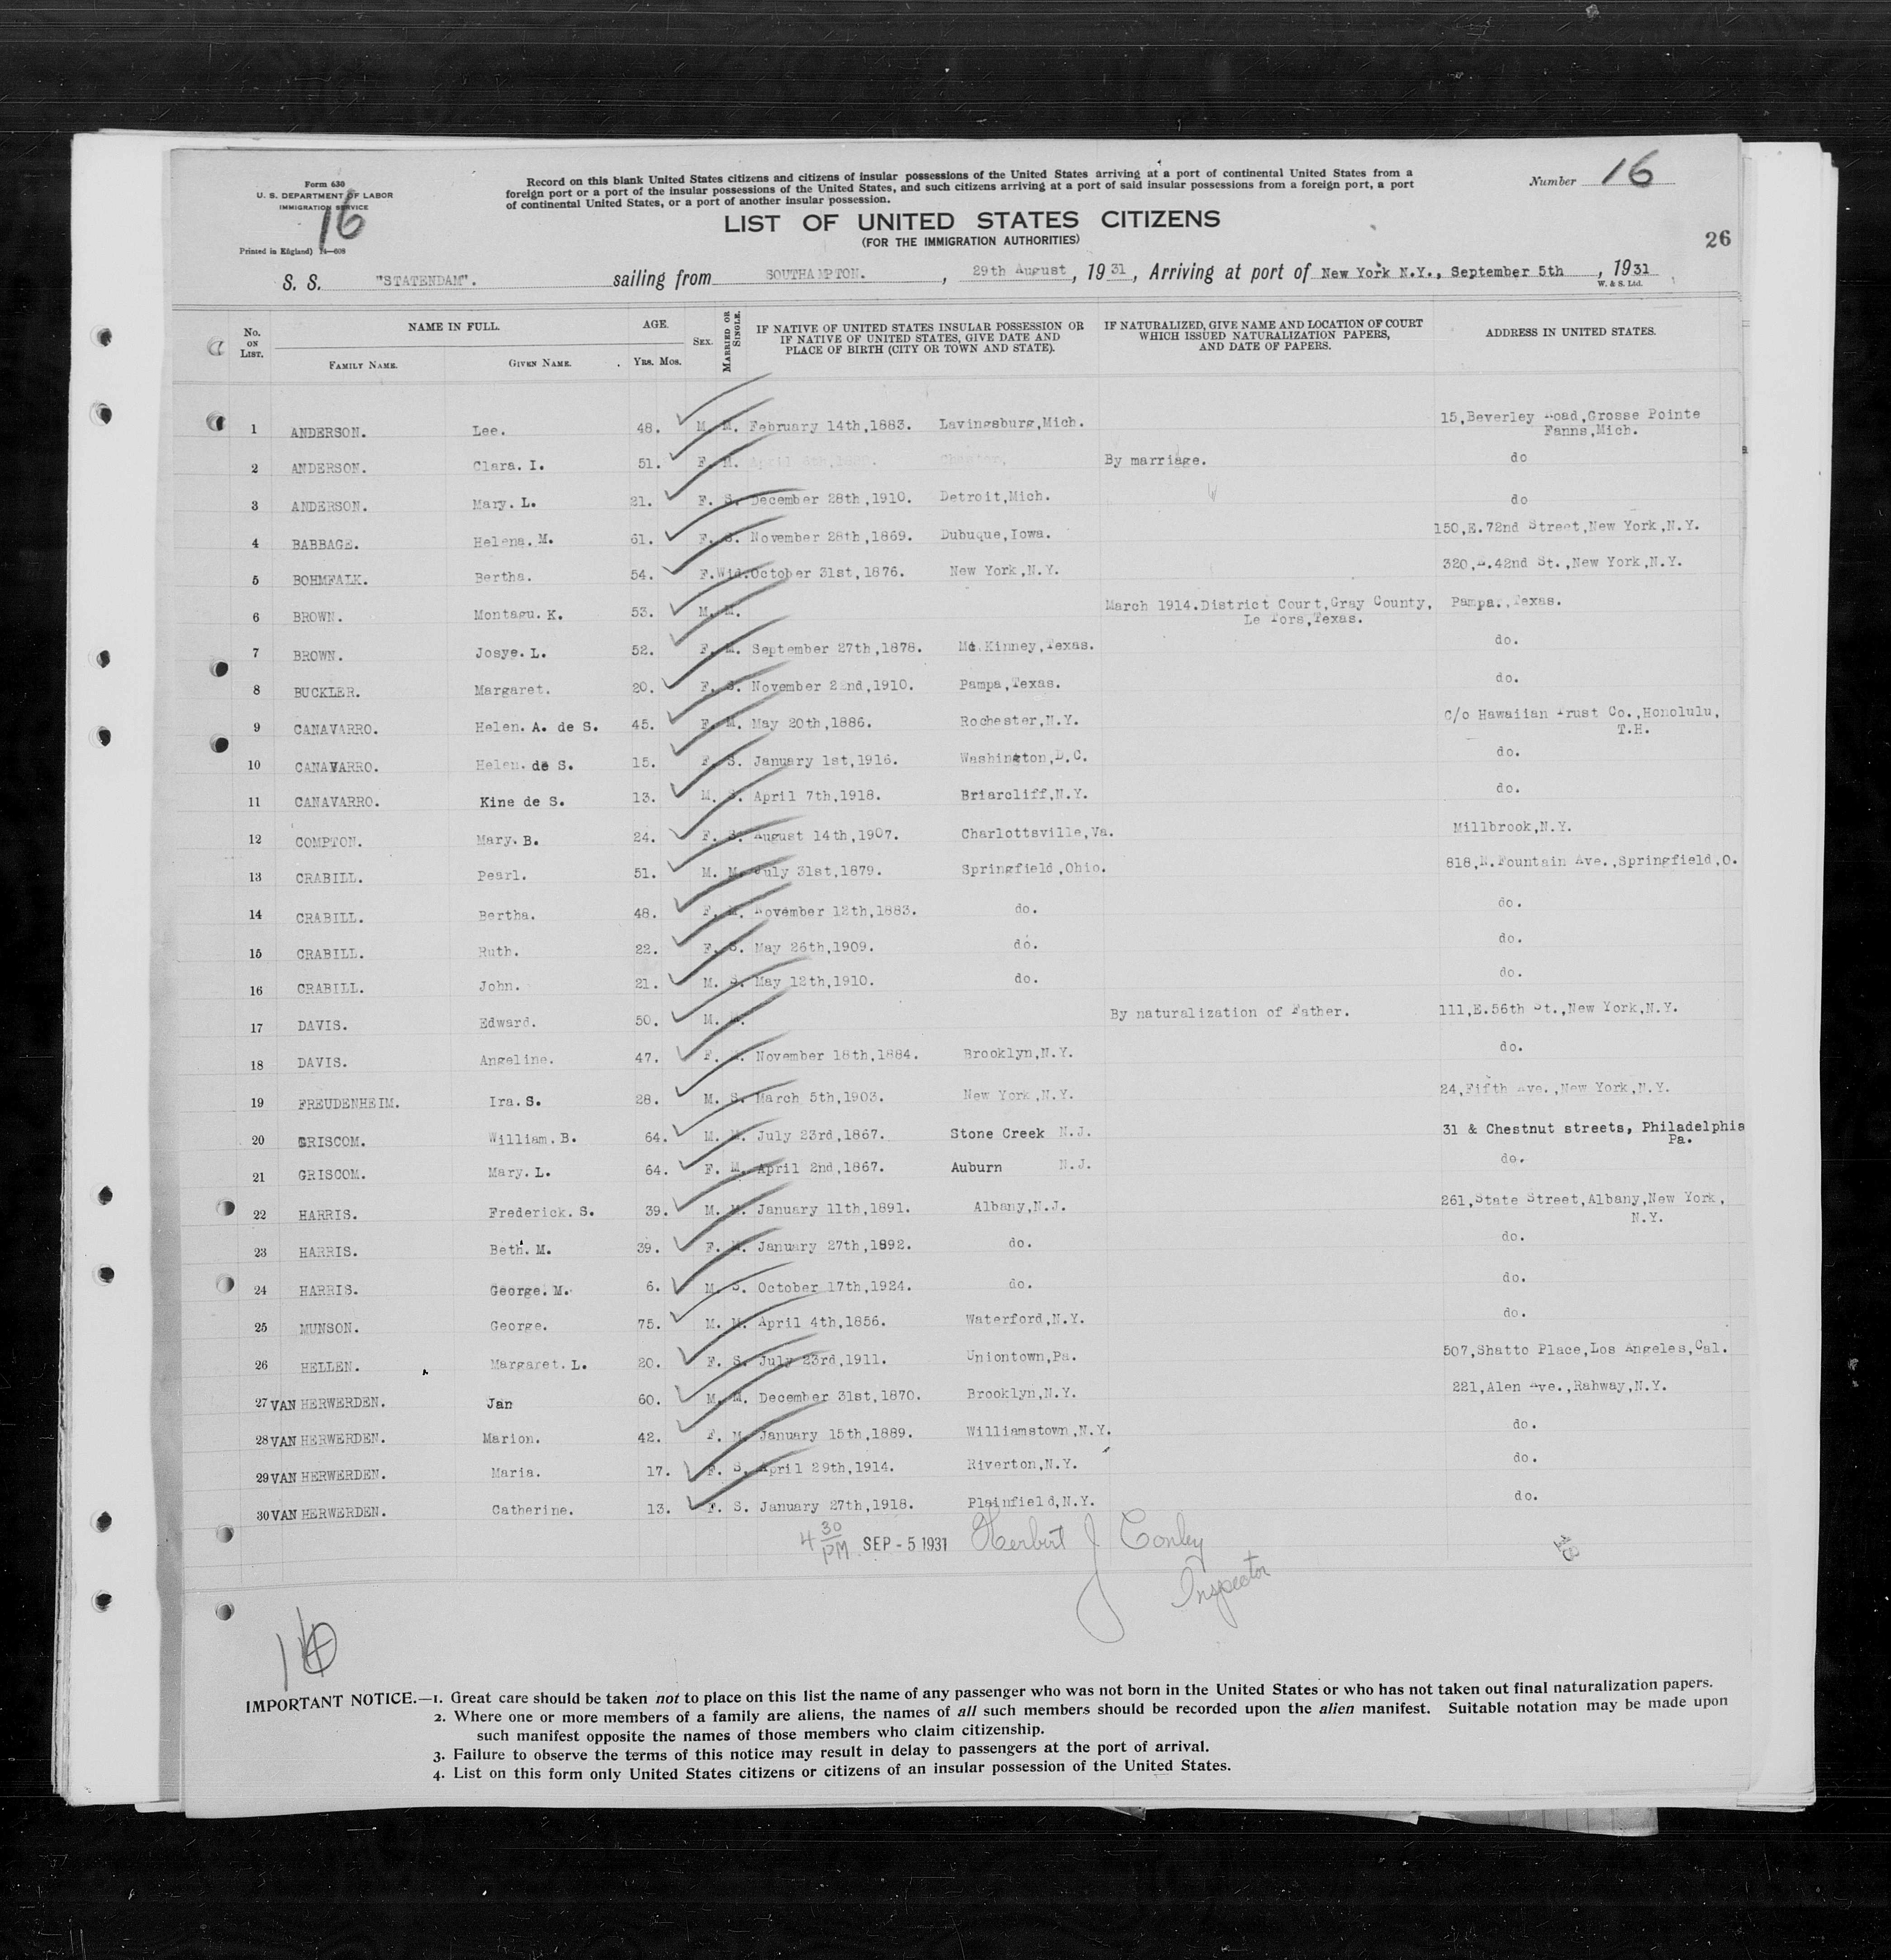 Form 630
U. S. DEPARTMENT OF LABOR
IMMIGRATION SERVICE
16
Printed in England) 14—608
Record on this blank United States citizens and citizens of insular possessions of the United States arriving at a port of continental United States from a
foreign port or a port of the insular possessions of the United States, and such citizens arriving at a port of said insular possessions from a foreign port, a port
of continental United States, or a port of another insular possession.
Number 16
LIST OF UNITED STATES CITIZENS
(FOR THE IMMIGRATION AUTHORITIES)
26
S. S. "STATENDAM". sailing from SOUTHAMPTON. , 29th August, 19 31, Arriving at port of New York N.Y., September 5th , 19 31
W. & S. Ltd.
No. ON LIST. NAME IN FULL. FAMILY NAME. GIVEN NAME. AGE. YRS. MOS. SEX. MARRIED OR SINGLE. IF NATIVE OF UNITED STATES INSULAR POSSESSION OR IF NATIVE OF UNITED STATES, GIVE DATE AND PLACE OF BIRTH (CITY OR TOWN AND STATE). IF NATURALIZED, GIVE NAME AND LOCATION OF COURT WHICH ISSUED NATURALIZATION PAPERS, AND DATE OF PAPERS. ADDRESS IN UNITED STATES.
1 ANDERSON. Lee. 48. M. M. February 14th,1883. Lavingsburg,Mich. 15,Beverley Road,Grosse Pointe
Fanns,Mich.
2 ANDERSON. Clara. I. 51. F. M. By marriage. do
3 ANDERSON. Mary. L. 21. F. S. December 28th,1910. Detroit,Mich. do
4 BABBAGE. Helena. M. 61. F. S. November 28th,1869. Dubuque,Iowa. 150,E.72nd Street,New York,N.Y.
5 BOHMFALK. Bertha. 54. F. Wid. October 31st,1876. New York,N.Y. 320, .42nd St.,New York,N.Y.
6 BROWN. Montagu. K. 53. M. M. March 1914.District Court,Gray County, Pampa.,Texas.
Le Fors,Texas.
7 BROWN. Josye. L. 52. F. M. September 27th,1878. Mc.Kinney,Texas. do.
8 BUCKLER. Margaret. 20. F. S. November 22nd,1910. Pampa,Texas. do.
9 CANAVARRO. Helen. A. de S. 45. F. M. May 20th,1886. Rochester,N.Y. C/o Hawaiian Trust Co.,Honolulu,
T.H.
10 CANAVARRO. Helen. de S. 15. F. S. January 1st,1916. Washington,D.C. do.
11 CANAVARRO. Kine de S. 13. M. S. April 7th,1918. Briarcliff,N.Y. do.
12 COMPTON. Mary. B. 24. F. S. August 14th,1907. Charlottsville,Va. Millbrook,N.Y.
13 CRABILL. Pearl. 51. M. M. July 31st,1879. Springfield,Ohio. 818,N.Fountain Ave.,Springfield,O.
14 CRABILL. Bertha. 48. F. M. November 12th,1883. do. do.
15 CRABILL. Ruth. 22. F. S. May 26th,1909. do. do.
16 CRABILL. John. 21. M. S. May 12th,1910. do. do.
17 DAVIS. Edward. 50. M. M. By naturalization of Father. 111,E.56th St.,New York,N.Y.
18 DAVIS. Angeline. 47. F. M. November 18th,1884. Brooklyn,N.Y. do.
19 FREUDENHEIM. Ira. S. 28. M. S. March 5th,1903. New York,N.Y. 24,Fifth Ave.,New York,N.Y.
20 GRISCOM. William. B. 64. M. M. July 23rd,1867. Stone Creek N.J. 31 & Chestnut streets, Philadelphia
Pa.
21 GRISCOM. Mary. L. 64. F. M. April 2nd,1867. Auburn N.J. do.
22 HARRIS. Frederick. S. 39. M. M. January 11th,1891. Albany,N.J. 261,State Street,Albany,New York,
N.Y.
23 HARRIS. Beth. M. 39. F. M. January 27th,1892. do. do.
24 HARRIS. George. M. 6. M. S. October 17th,1924. do. do.
25 MUNSON. George. 75. M. M. April 4th,1856. Waterford,N.Y. do.
26 HELLEN. Margaret. L. 20. F. S. July 23rd,1911. Uniontown,Pa. 507,Shatto Place,Los Angeles,Cal.
27 VAN HERWERDEN. Jan 60. M. M. December 31st,1870. Brooklyn,N.Y. 221,Alen Ave.,Rahway,N.Y.
28 VAN HERWERDEN. Marion. 42. F. M. January 15th,1889. Williamstown,N.Y. do.
29 VAN HERWERDEN. Maria. 17. F. S. April 29th,1914. Riverton,N.Y. do.
30 VAN HERWERDEN. Catherine. 13. F. S. January 27th,1918. Plainfield,N.Y. do.
4 30 PM SEP - 5 1931 Herbert J Conley
Inspector
IMPORTANT NOTICE.—1. Great care should be taken not to place on this list the name of any passenger who was not born in the United States or who has not taken out final naturalization papers.
2. Where one or more members of a family are aliens, the names of all such members should be recorded upon the alien manifest. Suitable notation may be made upon
such manifest opposite the names of those members who claim citizenship.
3. Failure to observe the terms of this notice may result in delay to passengers at the port of arrival.
4. List on this form only United States citizens or citizens of an insular possession of the United States.